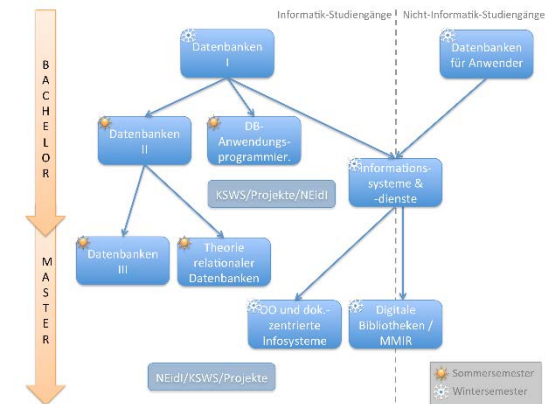 Informatik-Studiengänge
Nicht-Informatik-Studiengänge
BACHELOR
Datenbanken
I
Datenbanken
für Anwender
Datenbanken
II
DB-
Anwendungs-
programmier.
Informations-
systeme &
-dienste
KSWS/Projekte/NEidI
MASTER
Datenbanken
III
Theorie
relationaler
Datenbanken
OO und dok.-
zentrierte
Infosysteme
Digitale
Bibliotheken /
MMIR
NEidI/KSWS/Projekte
Sommersemester
Wintersemester